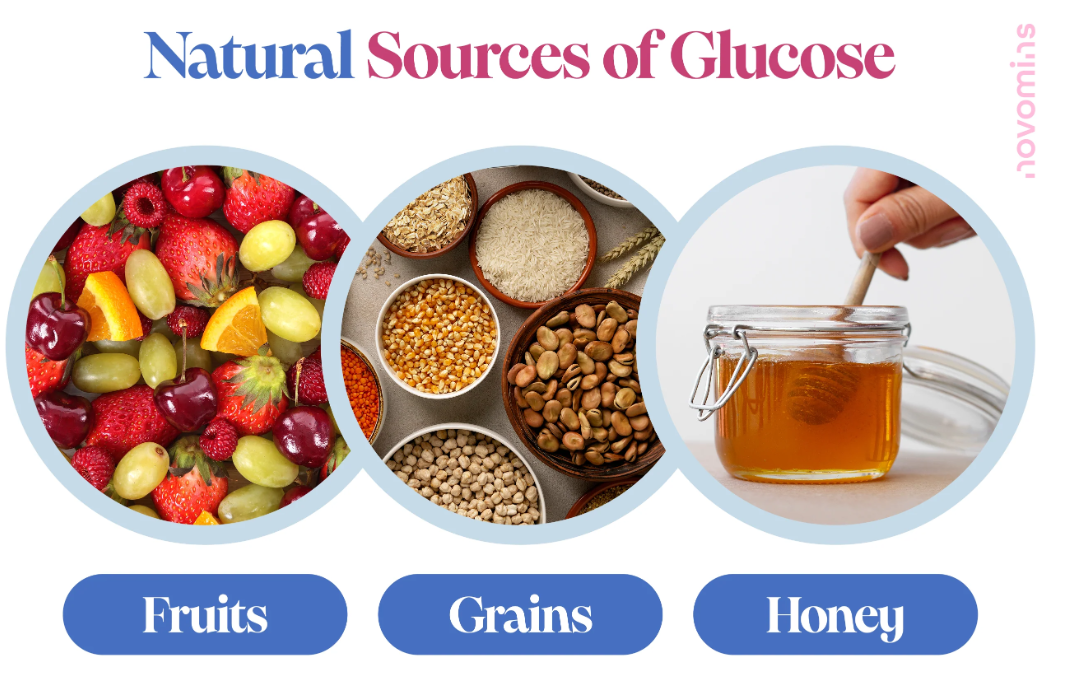 Natural Sources of Glucose
novomins
Fruits
Grains
Honey